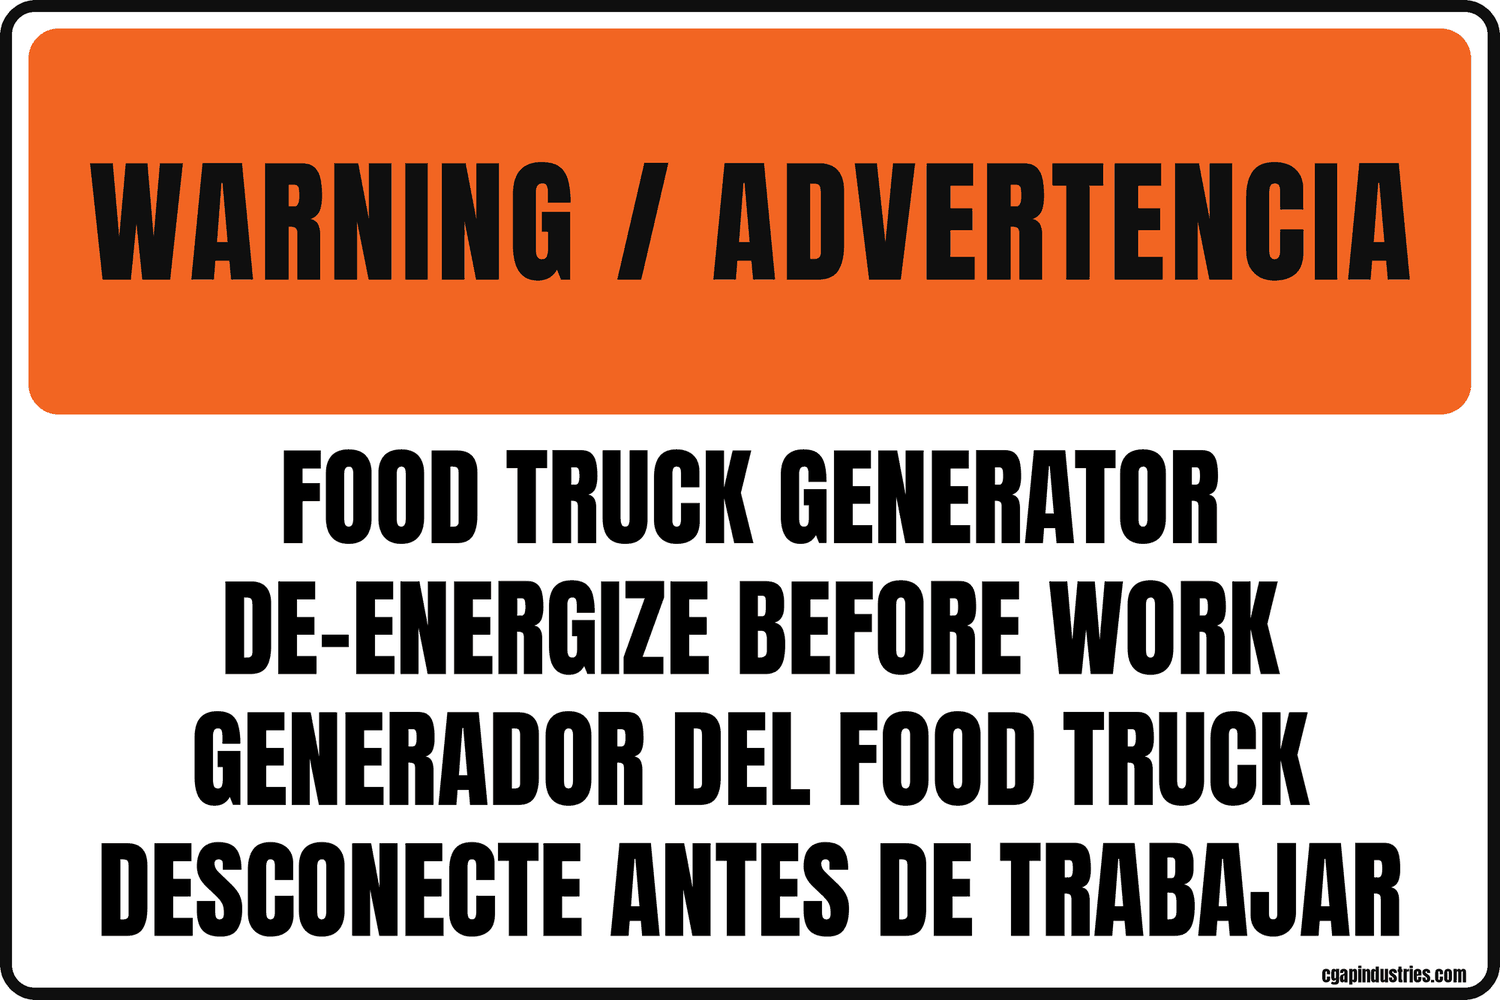 WARNING / ADVERTENCIA
FOOD TRUCK GENERATOR
DE-ENERGIZE BEFORE WORK
GENERADOR DEL FOOD TRUCK
DESCONECTE ANTES DE TRABAJAR
cgapindustries.com